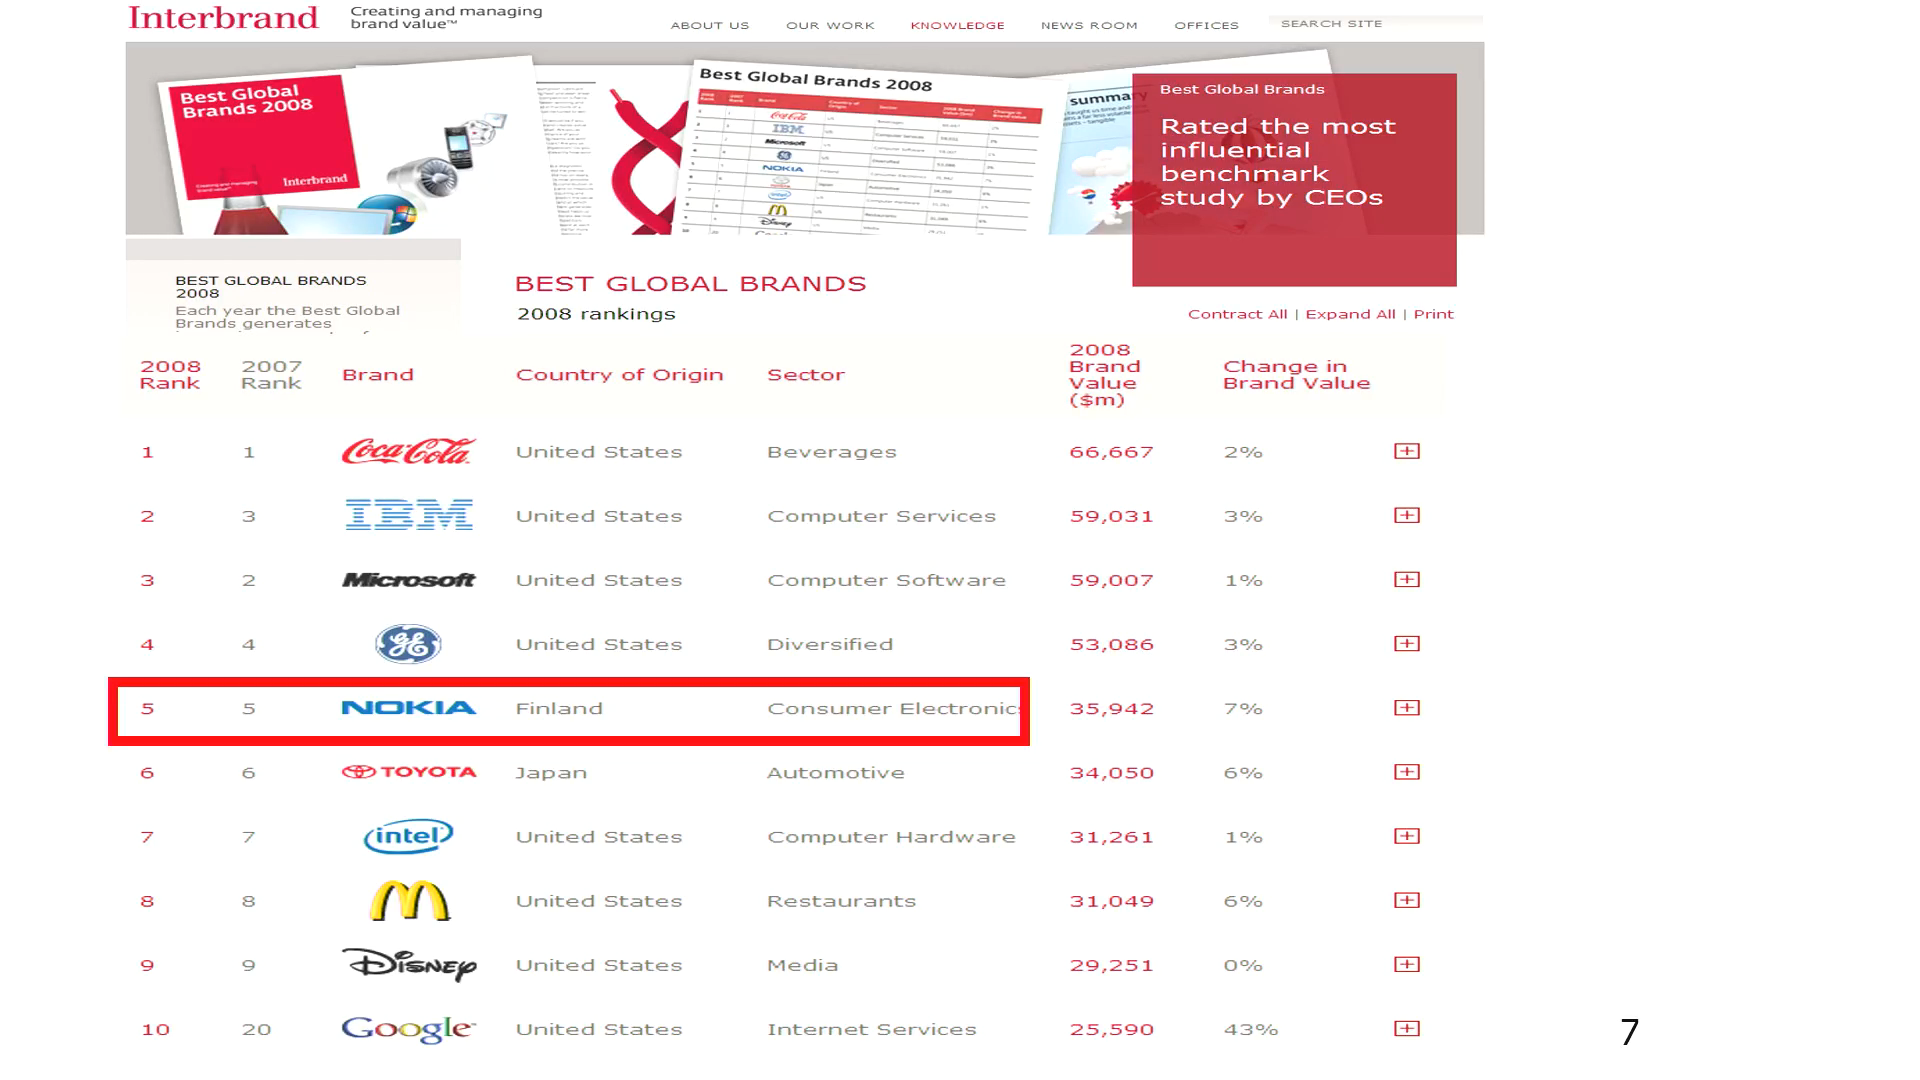 Interbrand
Creating and managing
brand value™
ABOUT US OUR WORK KNOWLEDGE NEWS ROOM OFFICES SEARCH SITE
Best Global
Brands 2008
Creating and managing
brand value
Interbrand
Best Global Brands 2008
summary
Best Global Brands
Rated the most
influential
benchmark
study by CEOs
BEST GLOBAL BRANDS
2008
Each year the Best Global
Brands generates
BEST GLOBAL BRANDS
2008 rankings
Contract All | Expand All | Print
2008 Rank 2007 Rank Brand Country of Origin Sector 2008 Brand Value ($m) Change in Brand Value
1 1 Coca-Cola United States Beverages 66,667 2%
2 3 IBM United States Computer Services 59,031 3%
3 2 Microsoft United States Computer Software 59,007 1%
4 4 GE United States Diversified 53,086 3%
5 5 NOKIA Finland Consumer Electronics 35,942 7%
6 6 TOYOTA Japan Automotive 34,050 6%
7 7 intel United States Computer Hardware 31,261 1%
8 8 M United States Restaurants 31,049 6%
9 9 Disney United States Media 29,251 0%
10 20 Google United States Internet Services 25,590 43%
7